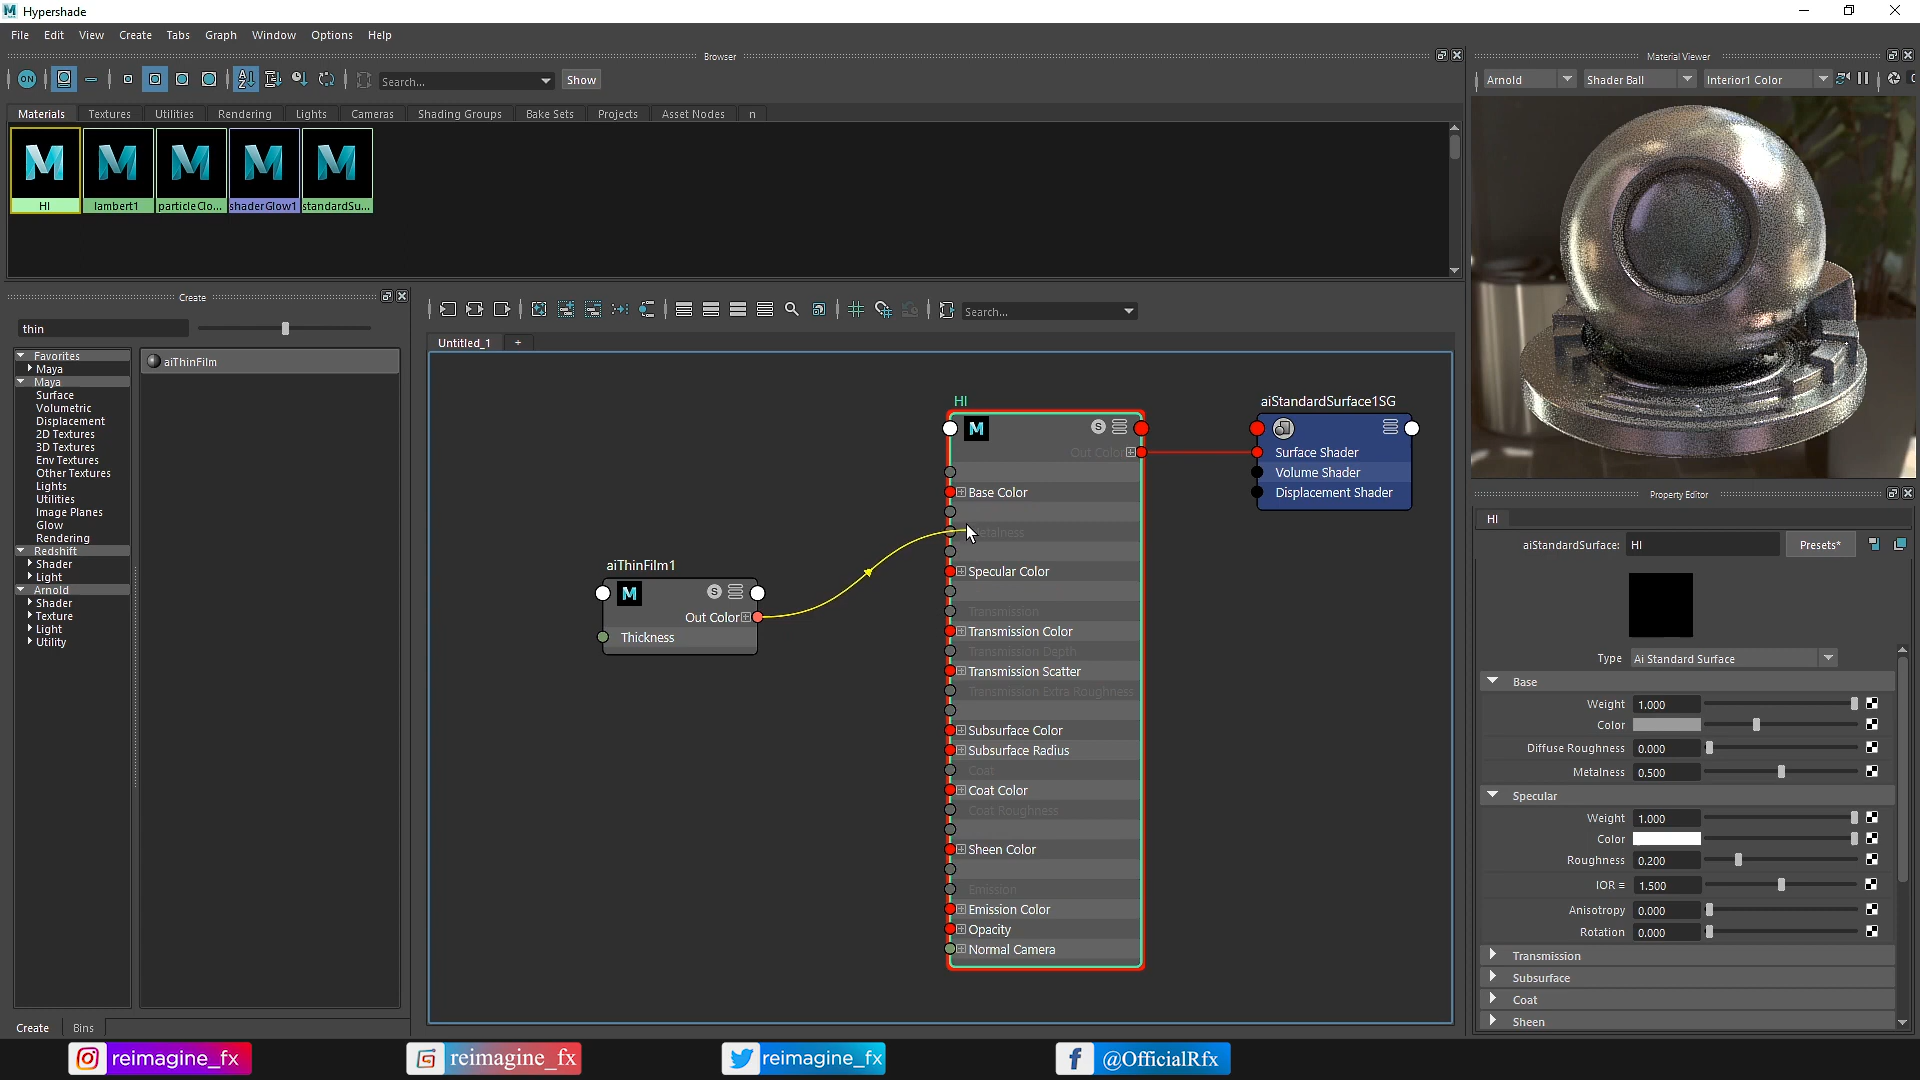 Hypershade
File Edit View Create Tabs Graph Window Options Help
Browser
Material Viewer
ON
Search...
Show
Arnold
Shader Ball
Interior1 Color
Materials Textures Utilities Rendering Lights Cameras Shading Groups Bake Sets Projects Asset Nodes n
HI lambert1 particleClo... shaderGlow1 standardSu...
Create
thin
Search...
Untitled_1 +
Favorites
Maya
Maya
Surface
Volumetric
Displacement
2D Textures
3D Textures
Env Textures
Other Textures
Lights
Utilities
Image Planes
Glow
Rendering
Redshift
Shader
Light
Arnold
Shader
Texture
Light
Utility
aiThinFilm
aiThinFilm1
M S
Out Color
Thickness
HI
M S
Out Color
Base Color
Specular Color
Transmission
Transmission Color
Transmission Depth
Transmission Scatter
Transmission Extra Roughness
Subsurface Color
Subsurface Radius
Coat
Coat Color
Coat Roughness
Sheen Color
Emission
Emission Color
Opacity
Normal Camera
aiStandardSurface1SG
Surface Shader
Volume Shader
Displacement Shader
Property Editor
HI
aiStandardSurface: HI Presets*
Type Ai Standard Surface
Base
Weight 1.000
Color
Diffuse Roughness 0.000
Metalness 0.500
Specular
Weight 1.000
Color
Roughness 0.200
IOR 1.500
Anisotropy 0.000
Rotation 0.000
Transmission
Subsurface
Coat
Sheen
Create Bins
reimagine_fx
reimagine_fx
reimagine_fx
@OfficialRfx